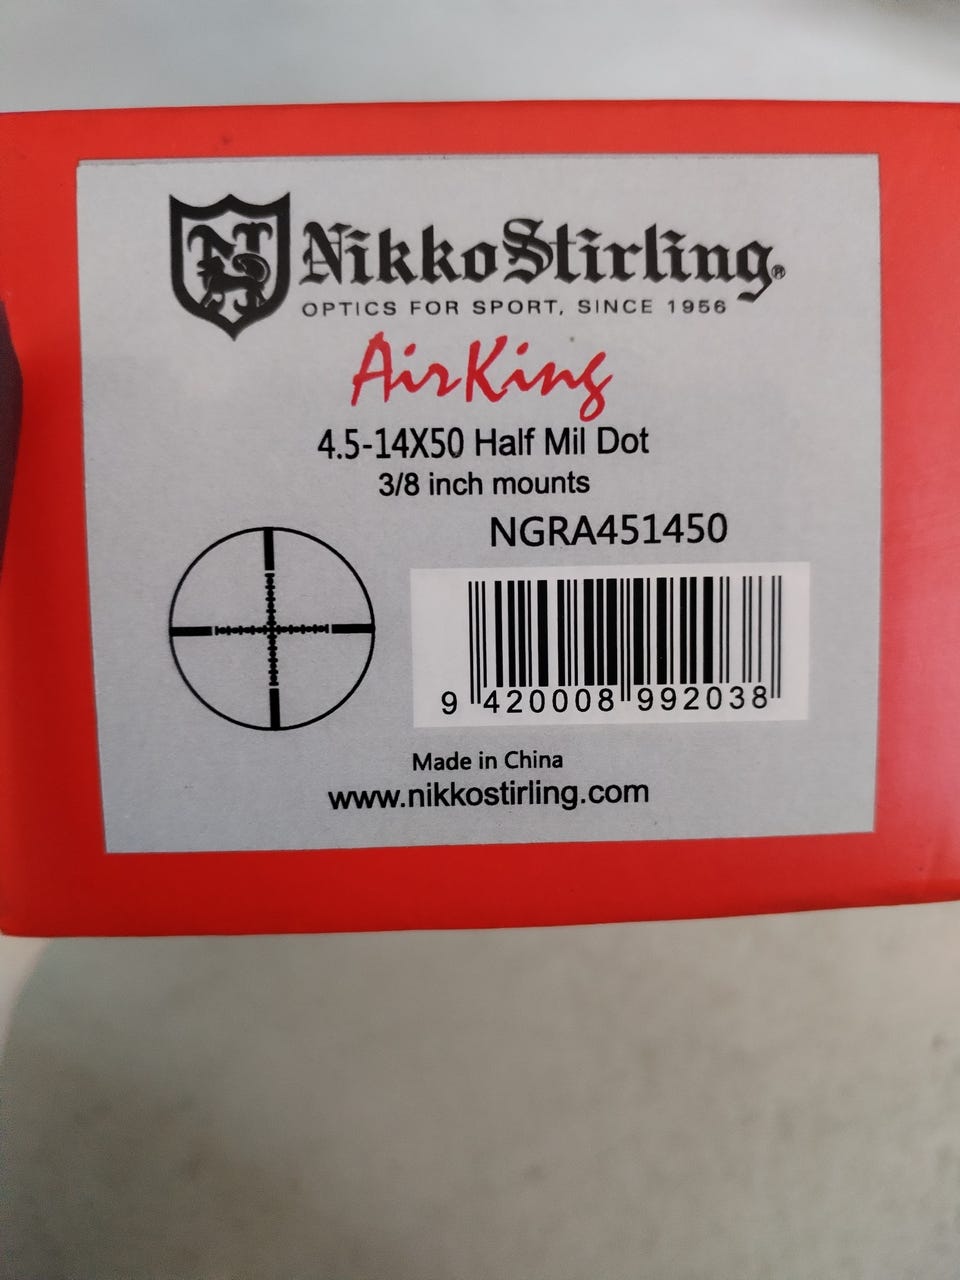 NikkoStirling®
OPTICS FOR SPORT, SINCE 1956
AirKing
4.5-14X50 Half Mil Dot
3/8 inch mounts
NGRA451450
9 420008 992038
Made in China
www.nikkostirling.com